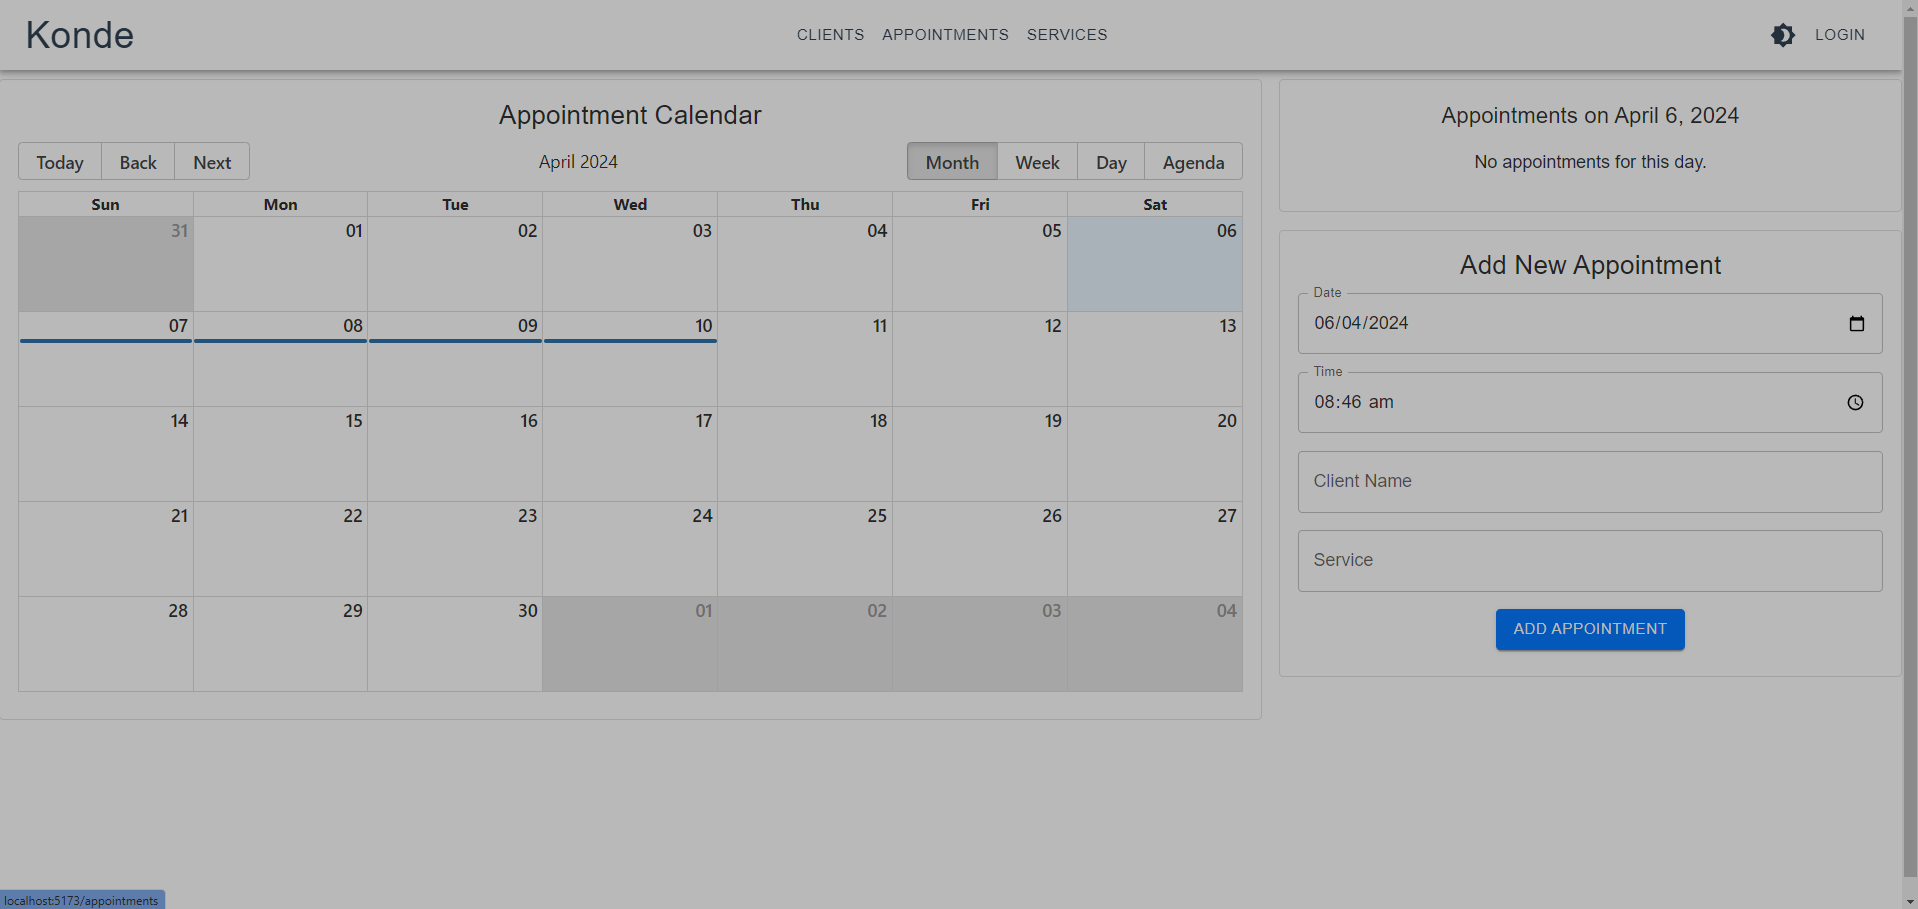 Konde
CLIENTS APPOINTMENTS SERVICES
LOGIN
Appointment Calendar
Today Back Next
April 2024
Month Week Day Agenda
Sun Mon Tue Wed Thu Fri Sat
31 01 02 03 04 05 06
07 08 09 10 11 12 13
14 15 16 17 18 19 20
21 22 23 24 25 26 27
28 29 30 01 02 03 04
Appointments on April 6, 2024
No appointments for this day.
Add New Appointment
Date
06/04/2024
Time
08:46 am
Client Name
Service
ADD APPOINTMENT
localhost:5173/appointments